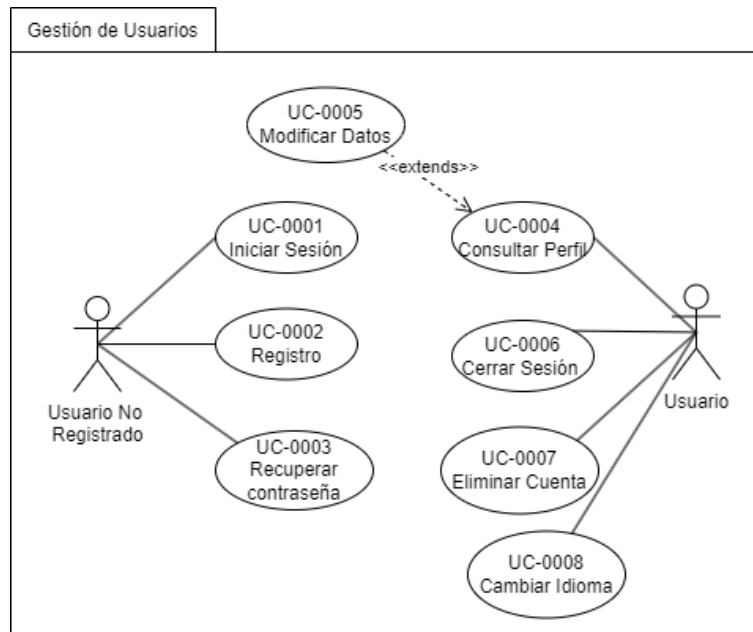 Gestión de Usuarios
UC-0005
Modificar Datos
<<extends>>
UC-0001
Iniciar Sesión
UC-0004
Consultar Perfil
UC-0002
Registro
UC-0006
Cerrar Sesión
Usuario No
Registrado
Usuario
UC-0003
Recuperar
contraseña
UC-0007
Eliminar Cuenta
UC-0008
Cambiar Idioma